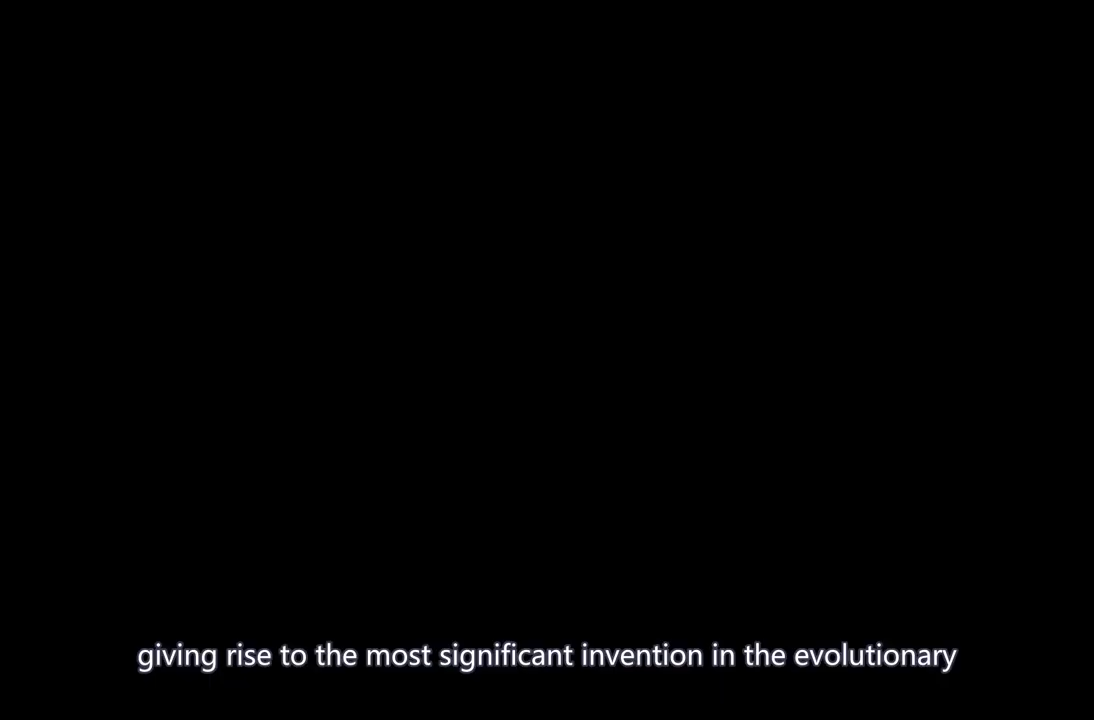 giving rise to the most significant invention in the evolutionary